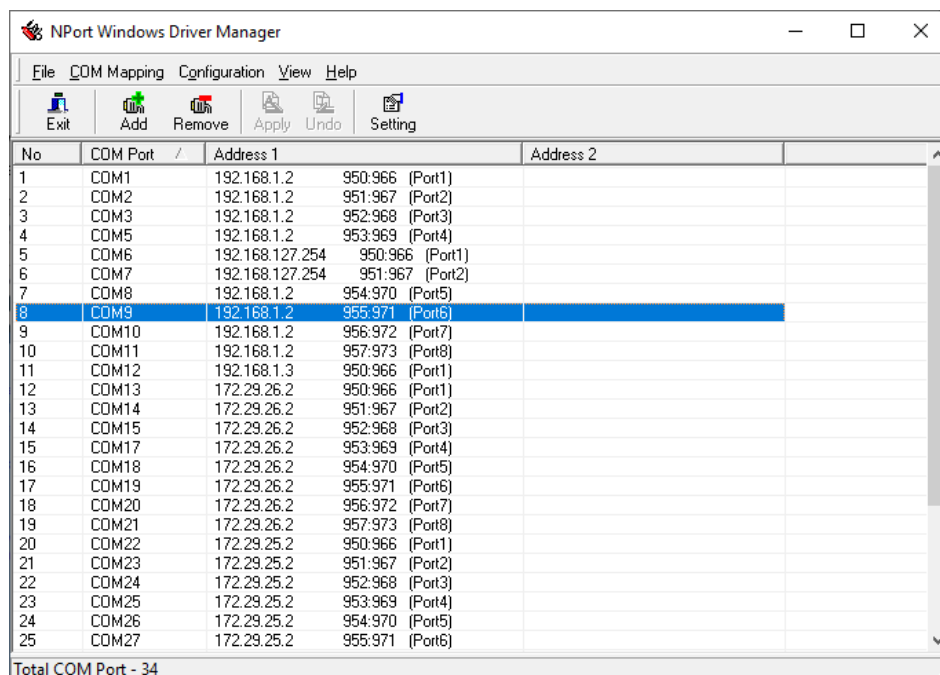 NPort Windows Driver Manager
File COM Mapping Configuration View Help
Exit Add Remove Apply Undo Setting
No COM Port Address 1 Address 2
1 COM1 192.168.1.2 950:966 (Port1)
2 COM2 192.168.1.2 951:967 (Port2)
3 COM3 192.168.1.2 952:968 (Port3)
4 COM5 192.168.1.2 953:969 (Port4)
5 COM6 192.168.127.254 950:966 (Port1)
6 COM7 192.168.127.254 951:967 (Port2)
7 COM8 192.168.1.2 954:970 (Port5)
8 COM9 192.168.1.2 955:971 (Port6)
9 COM10 192.168.1.2 956:972 (Port7)
10 COM11 192.168.1.2 957:973 (Port8)
11 COM12 192.168.1.3 950:966 (Port1)
12 COM13 172.29.26.2 950:966 (Port1)
13 COM14 172.29.26.2 951:967 (Port2)
14 COM15 172.29.26.2 952:968 (Port3)
15 COM17 172.29.26.2 953:969 (Port4)
16 COM18 172.29.26.2 954:970 (Port5)
17 COM19 172.29.26.2 955:971 (Port6)
18 COM20 172.29.26.2 956:972 (Port7)
19 COM21 172.29.26.2 957:973 (Port8)
20 COM22 172.29.25.2 950:966 (Port1)
21 COM23 172.29.25.2 951:967 (Port2)
22 COM24 172.29.25.2 952:968 (Port3)
23 COM25 172.29.25.2 953:969 (Port4)
24 COM26 172.29.25.2 954:970 (Port5)
25 COM27 172.29.25.2 955:971 (Port6)
Total COM Port - 34